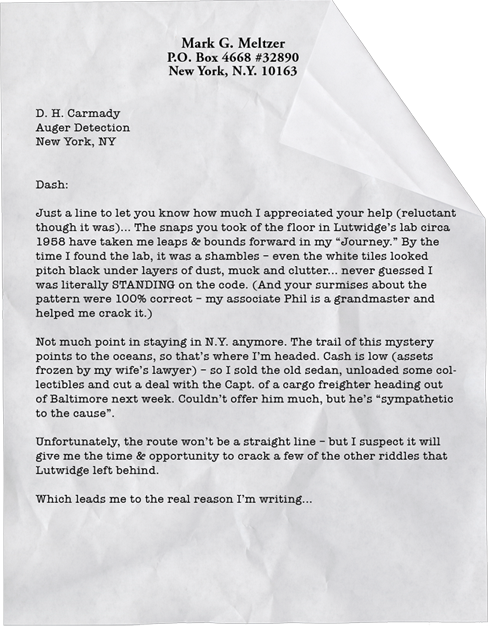 Mark G. Meltzer
P.O. Box 4668 #32890
New York, N.Y. 10163
D. H. Carmady
Auger Detection
New York, NY
Dash:
Just a line to let you know how much I appreciated your help (reluctant
though it was)... The snaps you took of the floor in Lutwidge's lab circa
1958 have taken me leaps & bounds forward in my "Journey." By the
time I found the lab, it was a shambles – even the white tiles looked
pitch black under layers of dust, muck and clutter... never guessed I
was literally STANDING on the code. (And your surmises about the
pattern were 100% correct – my associate Phil is a grandmaster and
helped me crack it.)
Not much point in staying in N.Y. anymore. The trail of this mystery
points to the oceans, so that's where I'm headed. Cash is low (assets
frozen by my wife's lawyer) – so I sold the old sedan, unloaded some col-
lectibles and cut a deal with the Capt. of a cargo freighter heading out
of Baltimore next week. Couldn't offer him much, but he's "sympathetic
to the cause".
Unfortunately, the route won't be a straight line – but I suspect it will
give me the time & opportunity to crack a few of the other riddles that
Lutwidge left behind.
Which leads me to the real reason I'm writing...